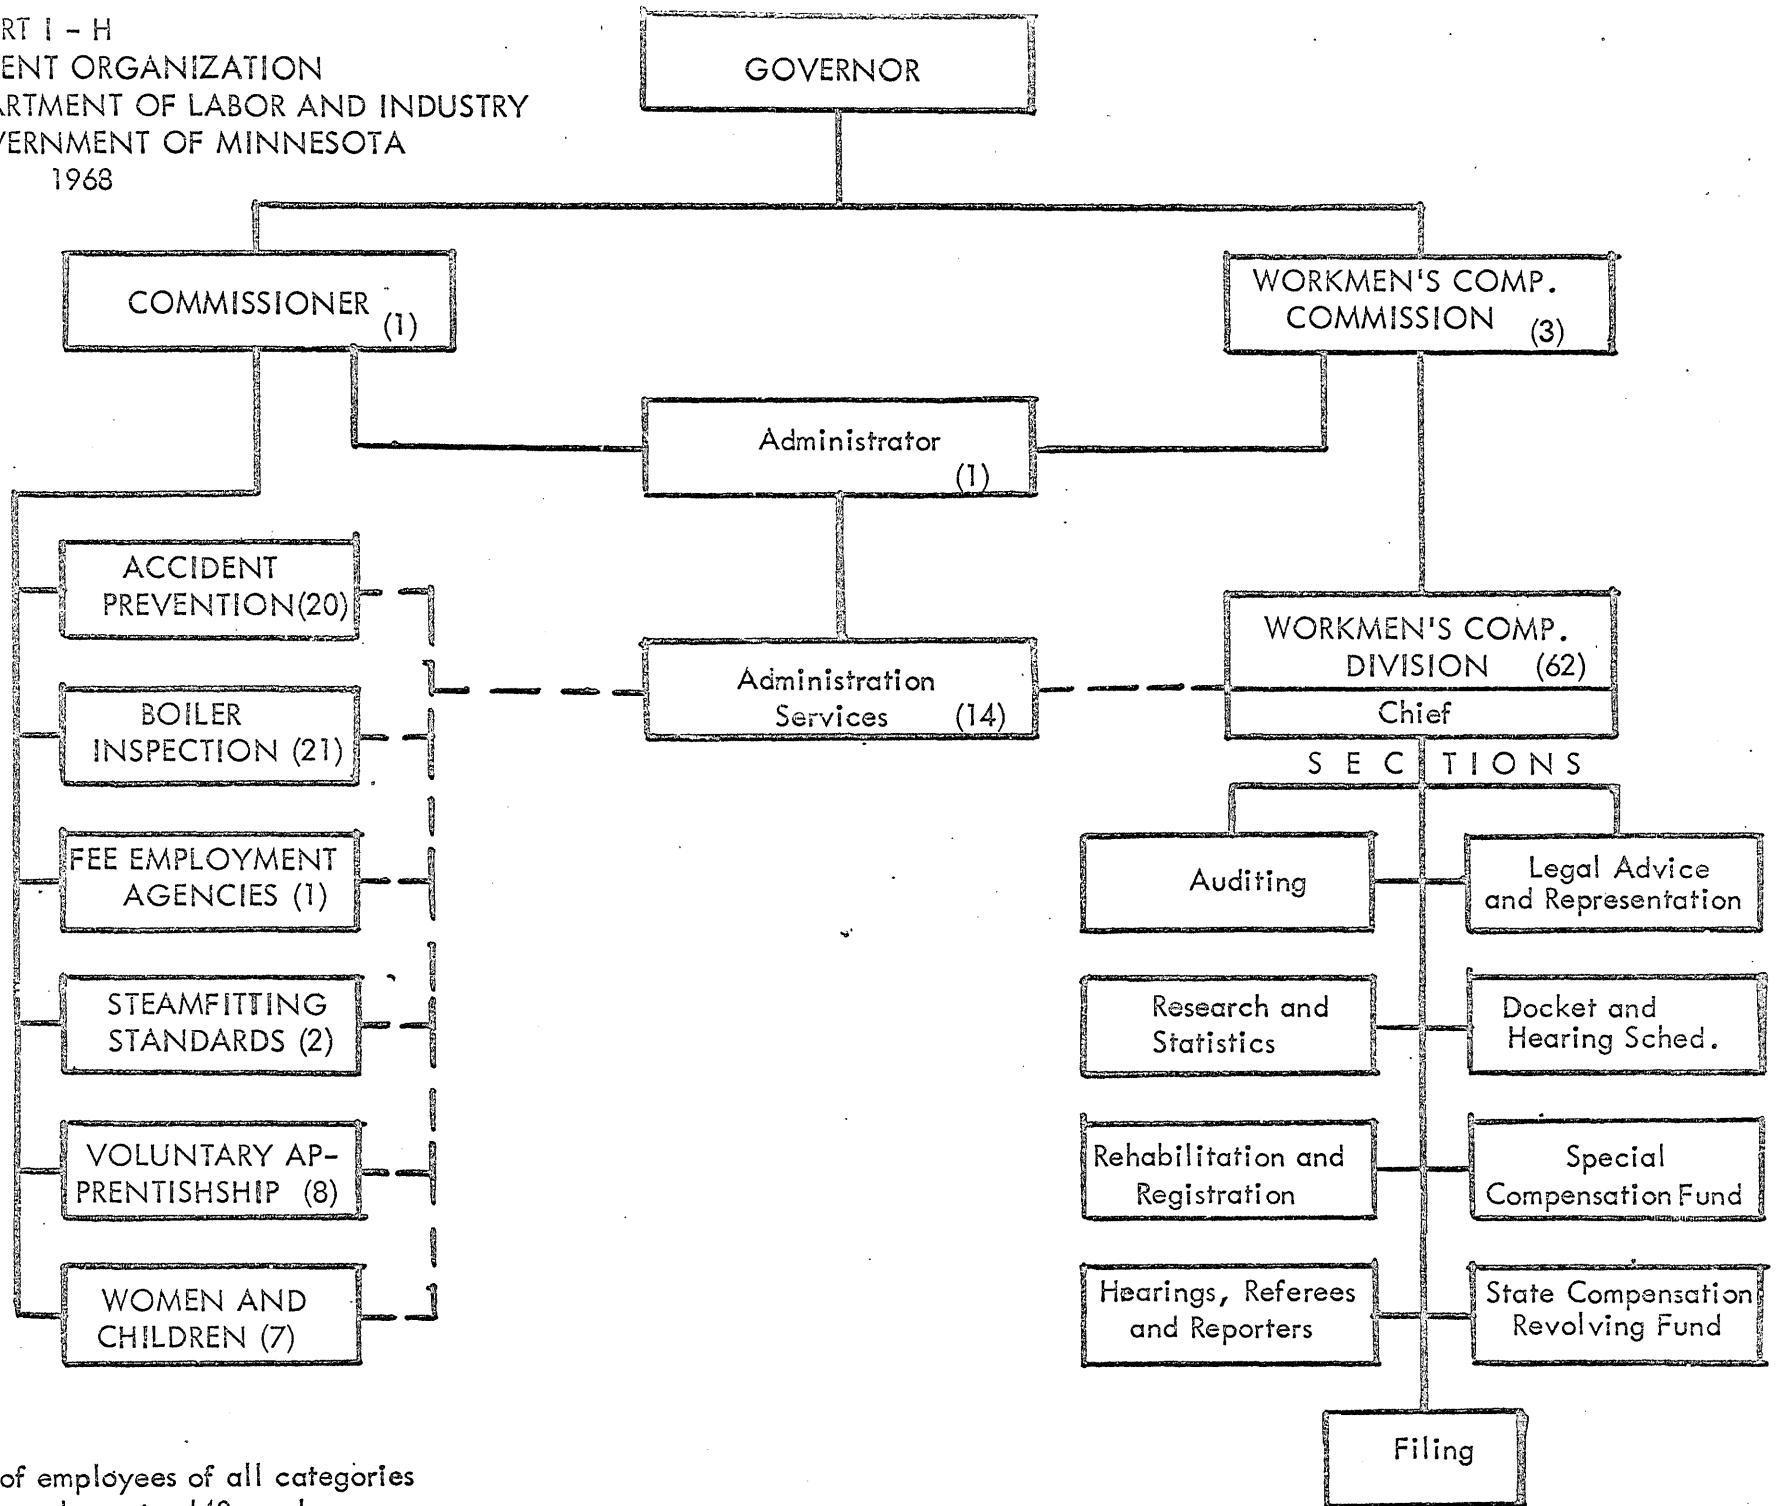 RT I - H
ENT ORGANIZATION
ARTMENT OF LABOR AND INDUSTRY
VERNMENT OF MINNESOTA
1968
GOVERNOR
COMMISSIONER
(1)
WORKMEN'S COMP.
COMMISSION (3)
Administrator
(1)
ACCIDENT
PREVENTION(20)
BOILER
INSPECTION (21)
FEE EMPLOYMENT
AGENCIES (1)
STEAMFITTING
STANDARDS (2)
VOLUNTARY AP-
PRENTISHSHIP (8)
WOMEN AND
CHILDREN (7)
Administration
Services (14)
WORKMEN'S COMP.
DIVISION (62)
Chief
SECTIONS
Auditing
Legal Advice
and Representation
Research and
Statistics
Docket and
Hearing Sched.
Rehabilitation and
Registration
Special
Compensation Fund
Hearings, Referees
and Reporters
State Compensation
Revolving Fund
Filing
of employees of all categories